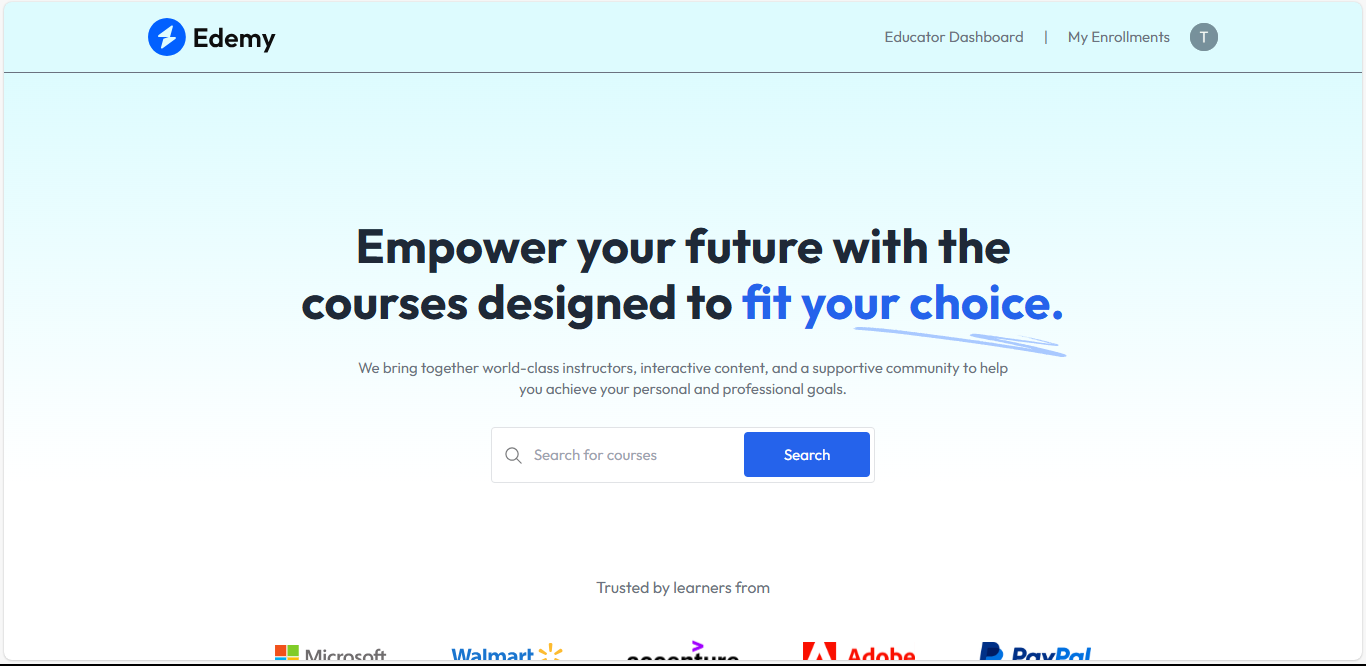 Edemy
Educator Dashboard | My Enrollments T
Empower your future with the
courses designed to fit your choice.
We bring together world-class instructors, interactive content, and a supportive community to help
you achieve your personal and professional goals.
Search for courses Search
Trusted by learners from
Microsoft Walmart accenture Adobe PayPal